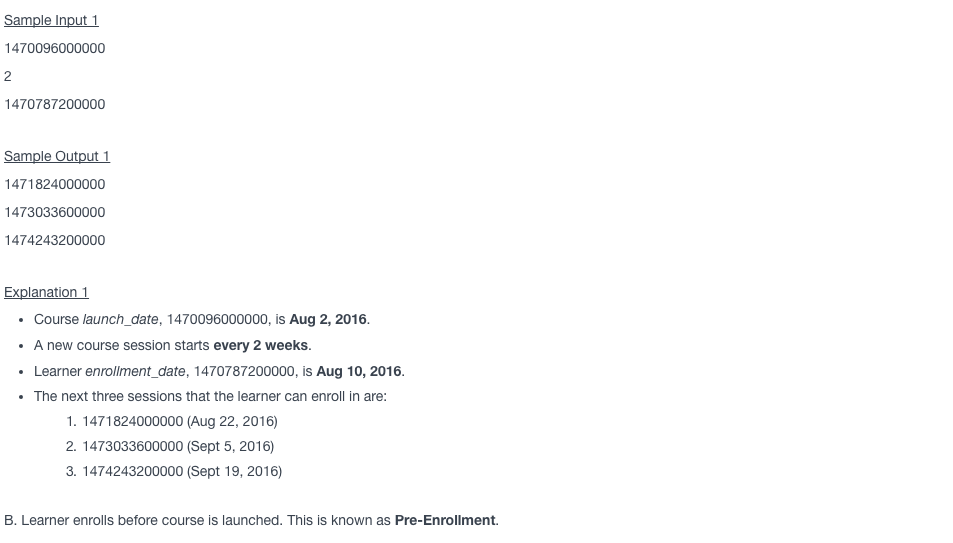 Sample Input 1
1470096000000
2
1470787200000
Sample Output 1
1471824000000
1473033600000
1474243200000
Explanation 1
• Course launch_date, 1470096000000, is Aug 2, 2016.
• A new course session starts every 2 weeks.
• Learner enrollment_date, 1470787200000, is Aug 10, 2016.
• The next three sessions that the learner can enroll in are:
1. 1471824000000 (Aug 22, 2016)
2. 1473033600000 (Sept 5, 2016)
3. 1474243200000 (Sept 19, 2016)
B. Learner enrolls before course is launched. This is known as Pre-Enrollment.